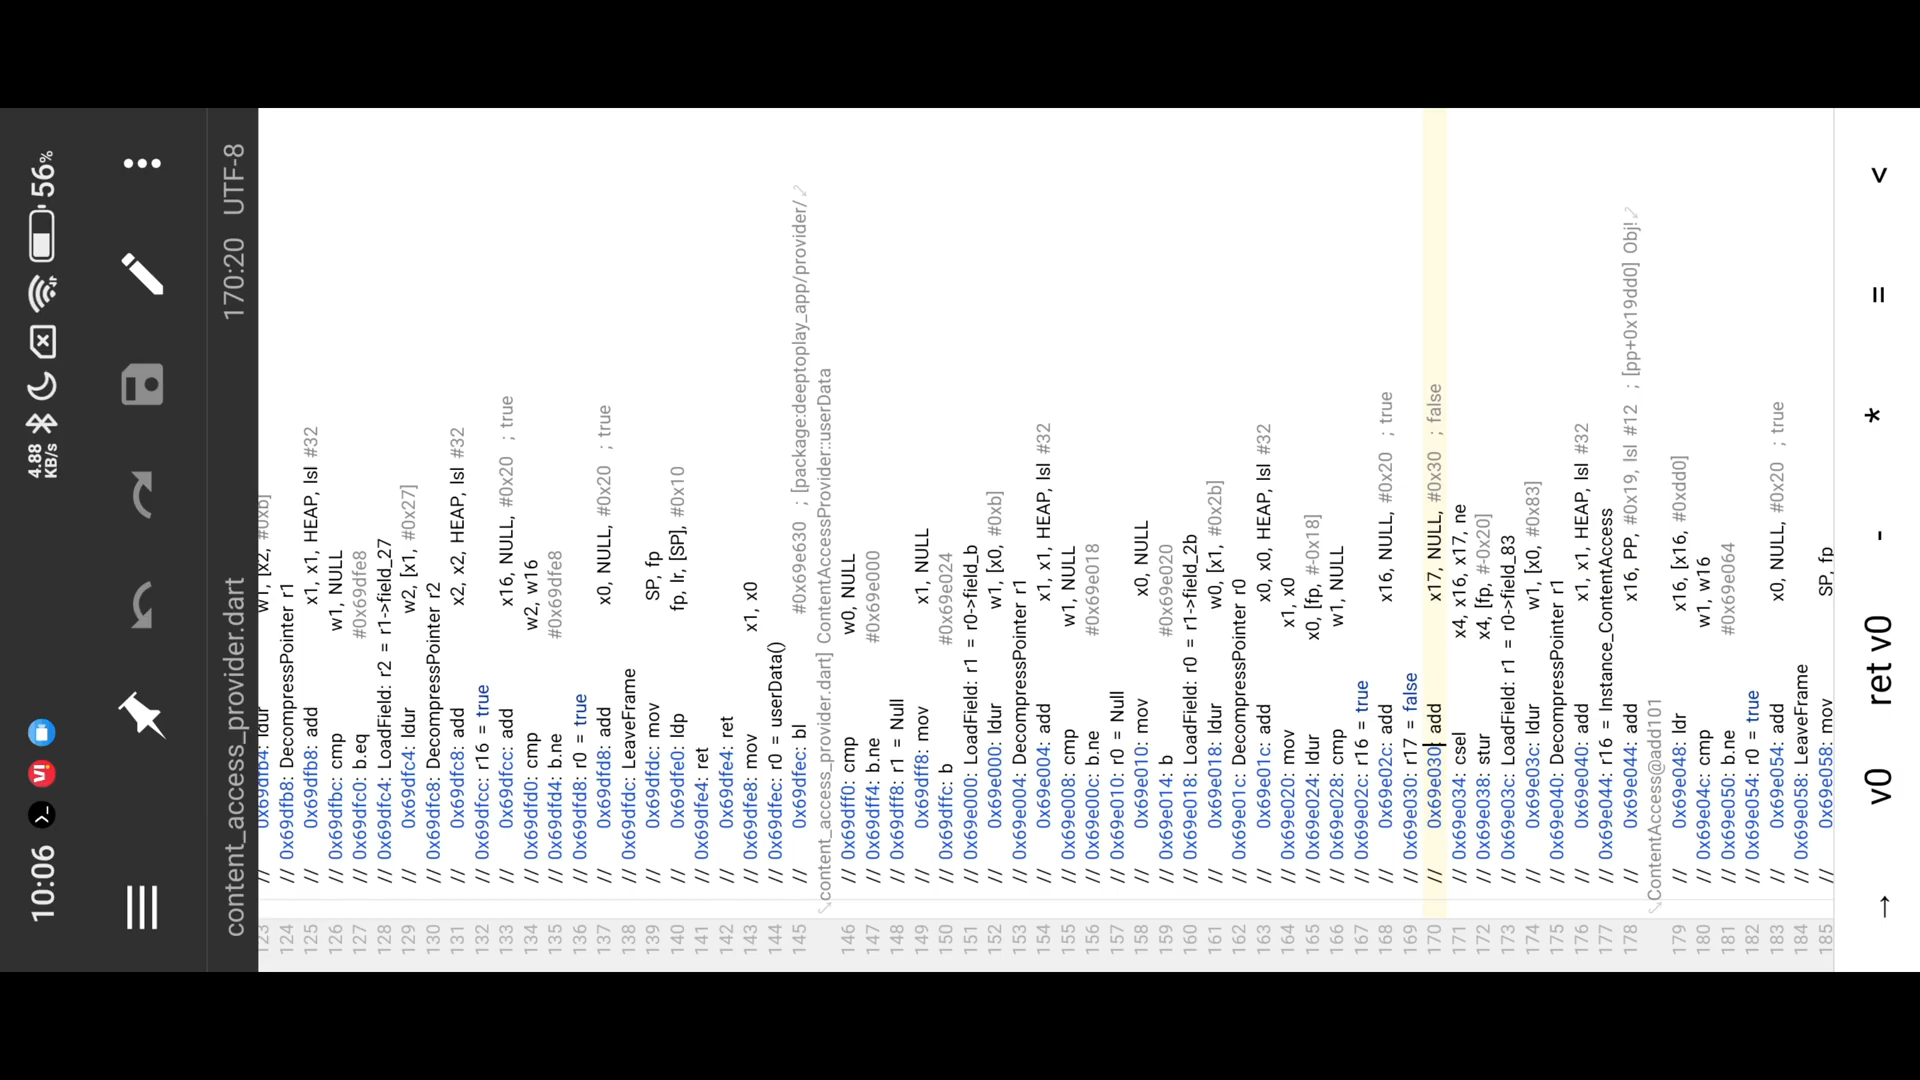 10:06
4.88 KB/s
56%
content_access_provider.dart
170:20 UTF-8
123 // 0x69dfb4: ldur w1, [x2, #0xb]
124 // 0x69dfb8: DecompressPointer r1
125 // 0x69dfb8: add x1, x1, HEAP, lsl #32
126 // 0x69dfbc: cmp w1, NULL
127 // 0x69dfc0: b.eq #0x69dfe8
128 // 0x69dfc4: LoadField: r2 = r1->field_27
129 // 0x69dfc4: ldur w2, [x1, #0x27]
130 // 0x69dfc8: DecompressPointer r2
131 // 0x69dfc8: add x2, x2, HEAP, lsl #32
132 // 0x69dfcc: r16 = true
133 // 0x69dfcc: add x16, NULL, #0x20 ; true
134 // 0x69dfd0: cmp w2, w16
135 // 0x69dfd4: b.ne #0x69dfe8
136 // 0x69dfd8: r0 = true
137 // 0x69dfd8: add x0, NULL, #0x20 ; true
138 // 0x69dfdc: LeaveFrame
139 // 0x69dfdc: mov SP, fp
140 // 0x69dfe0: ldp fp, lr, [SP], #0x10
141 // 0x69dfe4: ret
142 // 0x69dfe4: ret
143 // 0x69dfe8: mov x1, x0
144 // 0x69dfec: r0 = userData()
145 // 0x69dfec: bl #0x69e630 ; [package:deeptoplay_app/provider/
content_access_provider.dart] ContentAccessProvider::userData
146 // 0x69dff0: cmp w0, NULL
147 // 0x69dff4: b.ne #0x69e000
148 // 0x69dff8: r1 = Null
149 // 0x69dff8: mov x1, NULL
150 // 0x69dffc: b #0x69e024
151 // 0x69e000: LoadField: r1 = r0->field_b
152 // 0x69e000: ldur w1, [x0, #0xb]
153 // 0x69e004: DecompressPointer r1
154 // 0x69e004: add x1, x1, HEAP, lsl #32
155 // 0x69e008: cmp w1, NULL
156 // 0x69e00c: b.ne #0x69e018
157 // 0x69e010: r0 = Null
158 // 0x69e010: mov x0, NULL
159 // 0x69e014: b #0x69e020
160 // 0x69e018: LoadField: r0 = r1->field_2b
161 // 0x69e018: ldur w0, [x1, #0x2b]
162 // 0x69e01c: DecompressPointer r0
163 // 0x69e01c: add x0, x0, HEAP, lsl #32
164 // 0x69e020: mov x1, x0
165 // 0x69e024: ldur x0, [fp, #-0x18]
166 // 0x69e028: cmp w1, NULL
167 // 0x69e02c: r16 = true
168 // 0x69e02c: add x16, NULL, #0x20 ; true
169 // 0x69e030: r17 = false
170 // 0x69e030: add x17, NULL, #0x30 ; false
171 // 0x69e034: csel x4, x16, x17, ne
172 // 0x69e038: stur x4, [fp, #-0x20]
173 // 0x69e03c: LoadField: r1 = r0->field_83
174 // 0x69e03c: ldur w1, [x0, #0x83]
175 // 0x69e040: DecompressPointer r1
176 // 0x69e040: add x1, x1, HEAP, lsl #32
177 // 0x69e044: r16 = Instance_ContentAccess
178 // 0x69e044: add x16, PP, #0x19, lsl #12 ; [pp+0x19dd0] Obj!
ContentAccess@add101
179 // 0x69e048: ldr x16, [x16, #0xdd0]
180 // 0x69e04c: cmp w1, w16
181 // 0x69e050: b.ne #0x69e064
182 // 0x69e054: r0 = true
183 // 0x69e054: add x0, NULL, #0x20 ; true
184 // 0x69e058: LeaveFrame
185 // 0x69e058: mov SP, fp
→ v0 ret v0 - * = <